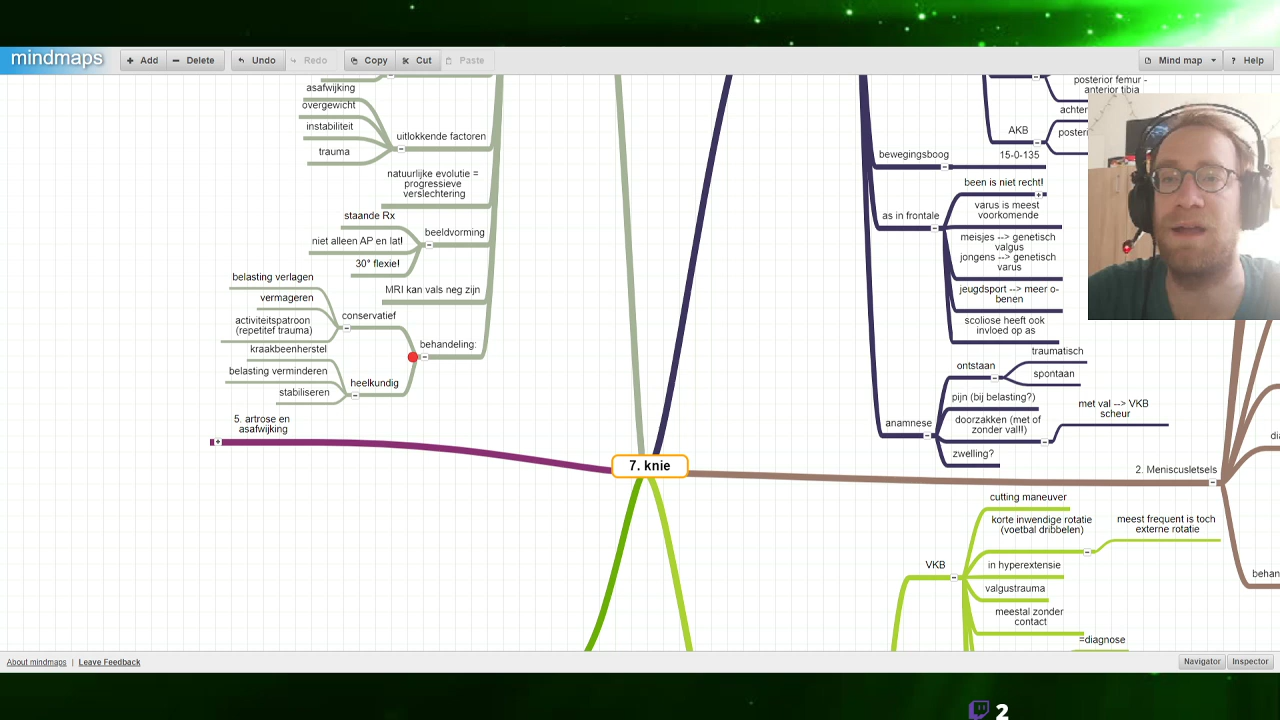 mindmaps
Add
Delete
Undo
Redo
Copy
Cut
Paste
Mind map
? Help
asafwijking
overgewicht
instabiliteit
trauma
uitlokkende factoren
natuurlijke evolutie =
progressieve
verslechtering
staande Rx
niet alleen AP en lat!
30° flexie!
beeldvorming
MRI kan vals neg zijn
belasting verlagen
vermageren
activiteitspatroon
(repetitief trauma)
conservatief
kraakbeenherstel
belasting verminderen
stabiliseren
heelkundig
behandeling:
5. artrose en
asafwijking
7. knie
posterior femur -
anterior tibia
AKB
bewegingsboog
15-0-135
as in frontale
been is niet recht!
varus is meest
voorkomende
meisjes --> genetisch
valgus
jongens --> genetisch
varus
jeugdsport --> meer o-
benen
scoliose heeft ook
invloed op as
anamnese
ontstaan
traumatisch
spontaan
pijn (bij belasting?)
doorzakken (met of
zonder val!!)
met val --> VKB
scheur
zwelling?
2. Meniscusletsels
VKB
cutting maneuver
korte inwendige rotatie
(voetbal dribbelen)
meest frequent is toch
externe rotatie
in hyperextensie
valgustrauma
meestal zonder
contact
=diagnose
About mindmaps | Leave Feedback
Navigator
Inspector
2